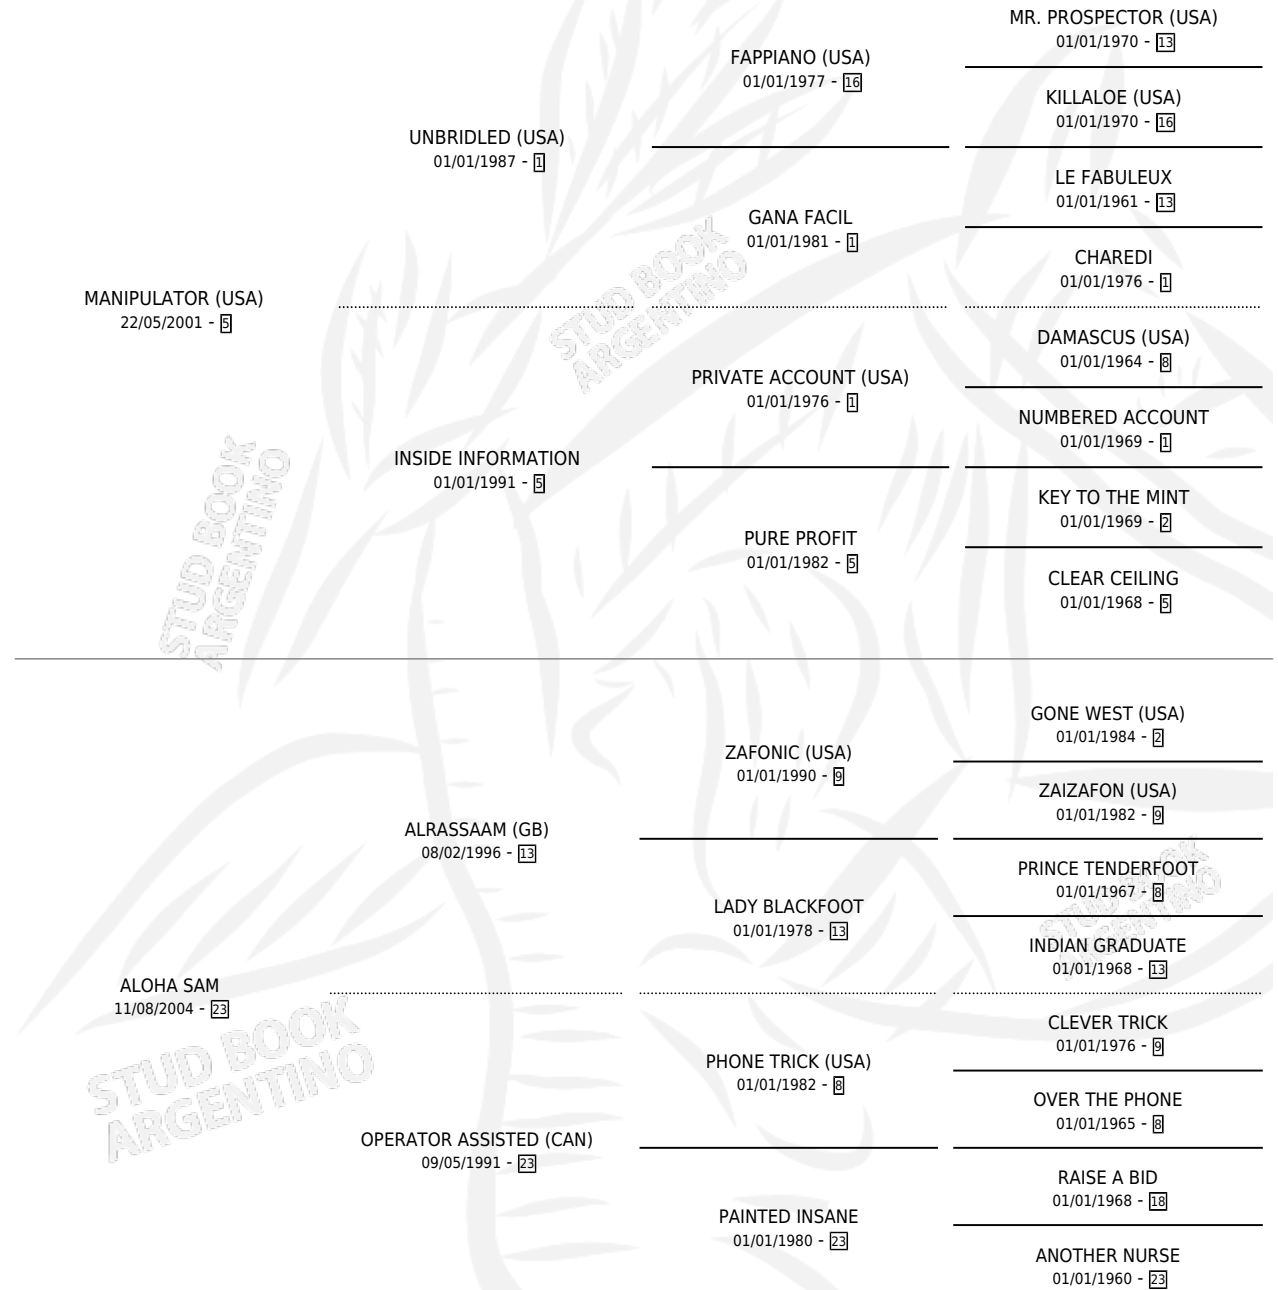 MR. PROSPECTOR (USA)
01/01/1970 - 13
FAPPIANO (USA)
01/01/1977 - 16
KILLALOE (USA)
01/01/1970 - 16
UNBRIDLED (USA)
01/01/1987 - 1
LE FABULEUX
01/01/1961 - 13
GANA FACIL
01/01/1981 - 1
CHAREDI
01/01/1976 - 1
MANIPULATOR (USA)
22/05/2001 - 5
DAMASCUS (USA)
01/01/1964 - 8
PRIVATE ACCOUNT (USA)
01/01/1976 - 1
NUMBERED ACCOUNT
01/01/1969 - 1
INSIDE INFORMATION
01/01/1991 - 5
KEY TO THE MINT
01/01/1969 - 2
PURE PROFIT
01/01/1982 - 5
CLEAR CEILING
01/01/1968 - 5
STUD BOOK
ARGENTINO
STUD BOOK
ARGENTINO
GONE WEST (USA)
01/01/1984 - 2
ZAFONIC (USA)
01/01/1990 - 9
ZAIZAFON (USA)
01/01/1982 - 9
ALRASSAAM (GB)
08/02/1996 - 13
PRINCE TENDERFOOT
01/01/1967 - 8
LADY BLACKFOOT
01/01/1978 - 13
INDIAN GRADUATE
01/01/1968 - 13
ALOHA SAM
11/08/2004 - 23
CLEVER TRICK
01/01/1976 - 9
PHONE TRICK (USA)
01/01/1982 - 8
OVER THE PHONE
01/01/1965 - 8
OPERATOR ASSISTED (CAN)
09/05/1991 - 23
RAISE A BID
01/01/1968 - 18
PAINTED INSANE
01/01/1980 - 23
ANOTHER NURSE
01/01/1960 - 23
STUD BOOK
ARGENTINO
STUD BOOK
ARGENTINO